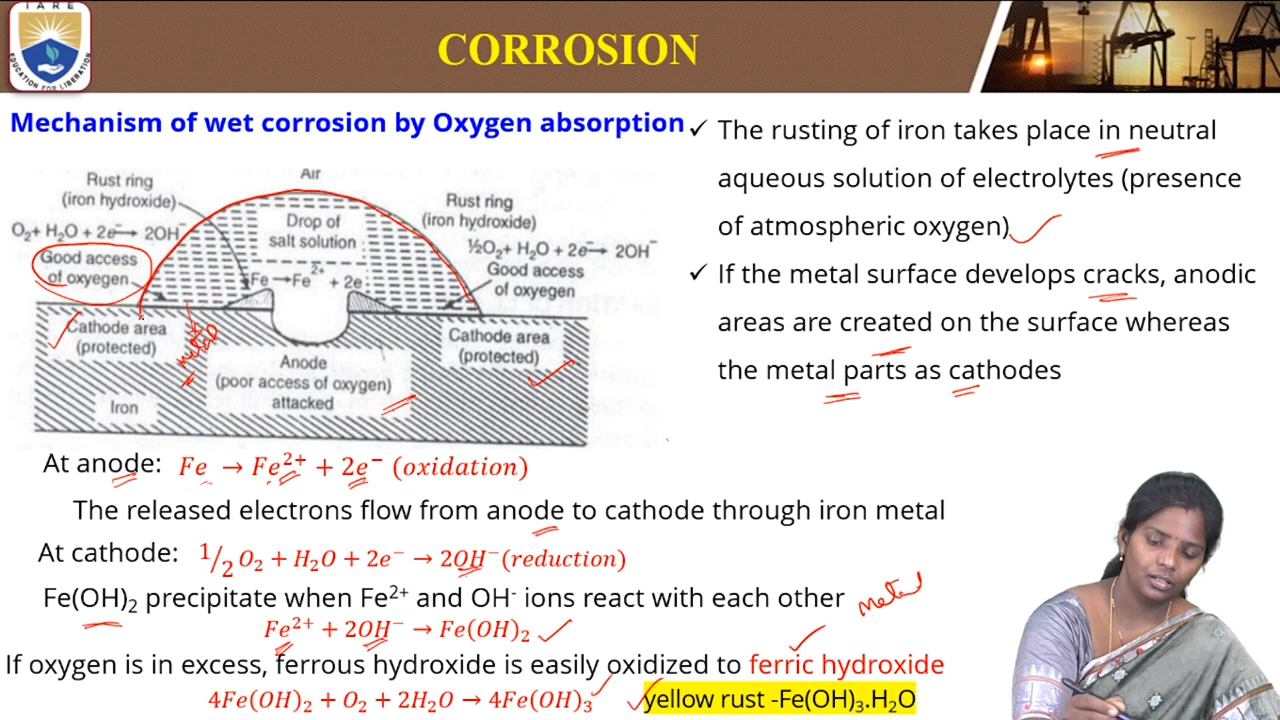 IARE
EDUCATION FOR LIBERATION
CORROSION
Mechanism of wet corrosion by Oxygen absorption
Air
Rust ring
(iron hydroxide)
O₂+ H₂O + 2e⁻→ 2OH⁻
Good access
of oxyegen
Drop of
salt solution
Fe →Fe²⁺ + 2e
Rust ring
(iron hydroxide)
½O₂+ H₂O + 2e⁻→ 2OH⁻
Good access
of oxyegen
Cathode area
(protected)
metal
Anode
(poor access of oxygen)
attacked
Cathode area
(protected)
Iron
✓ The rusting of iron takes place in neutral
aqueous solution of electrolytes (presence
of atmospheric oxygen)
✓ If the metal surface develops cracks, anodic
areas are created on the surface whereas
the metal parts as cathodes
At anode: Fe → Fe²⁺ + 2e⁻ (oxidation)
The released electrons flow from anode to cathode through iron metal
At cathode: 1/2 O₂ + H₂O + 2e⁻ → 2OH⁻(reduction)
Fe(OH)₂ precipitate when Fe²⁺ and OH⁻ ions react with each other
metal
Fe²⁺ + 2OH⁻ → Fe(OH)₂
If oxygen is in excess, ferrous hydroxide is easily oxidized to ferric hydroxide
4Fe(OH)₂ + O₂ + 2H₂O → 4Fe(OH)₃
yellow rust -Fe(OH)₃.H₂O